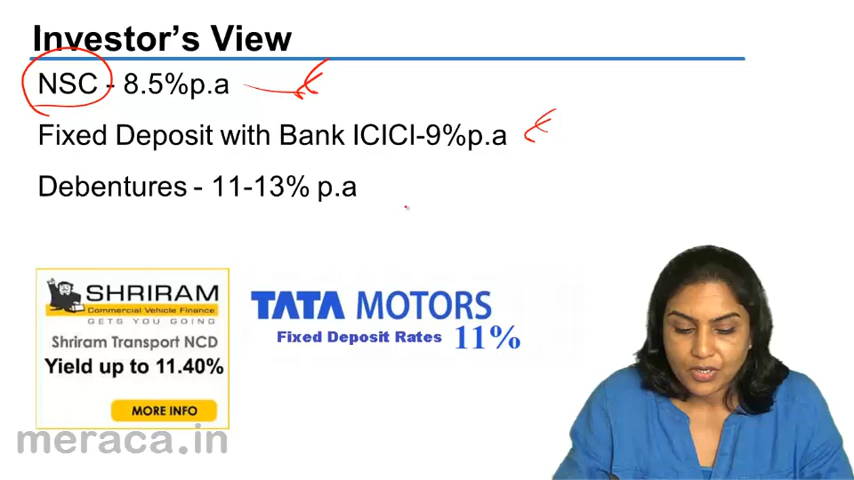 Investor's View
NSC - 8.5%p.a
Fixed Deposit with Bank ICICI-9%p.a
Debentures - 11-13% p.a
SHRIRAM
Commercial Vehicle Finance
GETS YOU GOING
Shriram Transport NCD
Yield up to 11.40%
MORE INFO
TATA MOTORS
Fixed Deposit Rates 11%
meraca.in